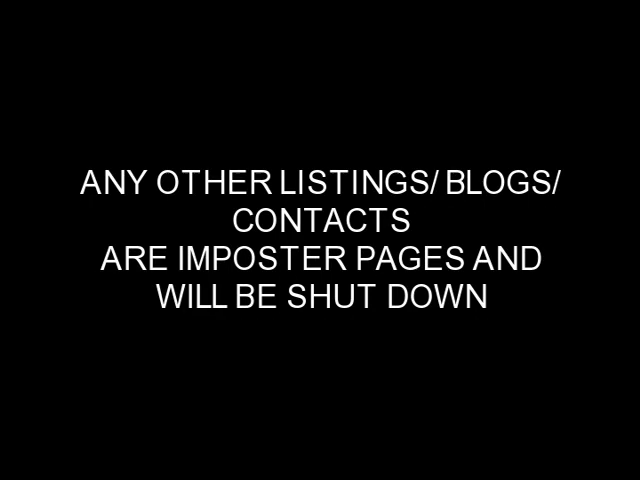 ANY OTHER LISTINGS/ BLOGS/
CONTACTS
ARE IMPOSTER PAGES AND
WILL BE SHUT DOWN